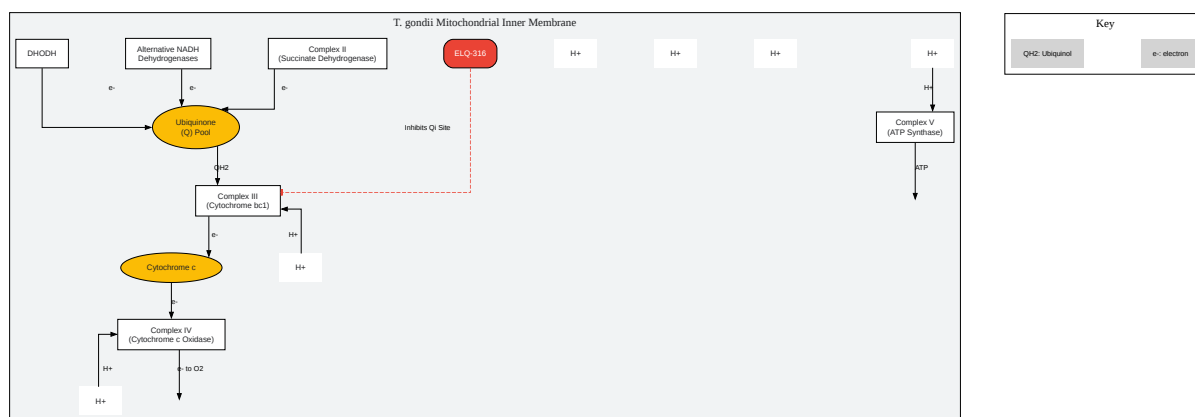 T. gondii Mitochondrial Inner Membrane
Key
DHODH
Alternative NADH
Dehydrogenases
Complex II
(Succinate Dehydrogenase)
ELQ-316
H+
H+
H+
H+
QH2: Ubiquinol
e-: electron
e-
e-
e-
H+
Ubiquinone
(Q) Pool
Inhibits Qi Site
Complex V
(ATP Synthase)
QH2
ATP
Complex III
(Cytochrome bc1)
e-
H+
Cytochrome c
H+
e-
Complex IV
(Cytochrome c Oxidase)
H+
e- to O2
H+